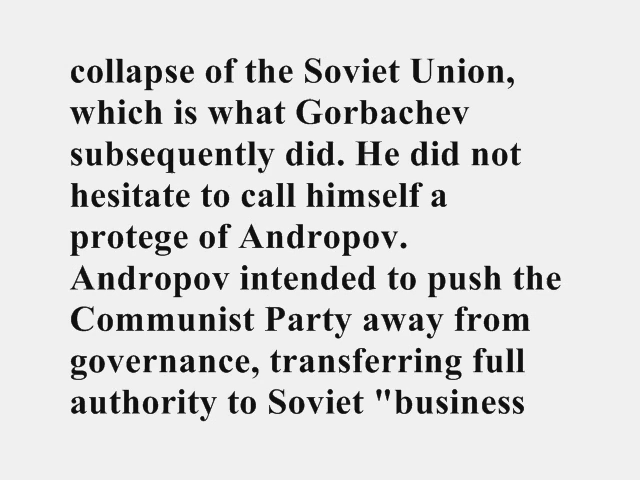 collapse of the Soviet Union,
which is what Gorbachev
subsequently did. He did not
hesitate to call himself a
protege of Andropov.
Andropov intended to push the
Communist Party away from
governance, transferring full
authority to Soviet "business